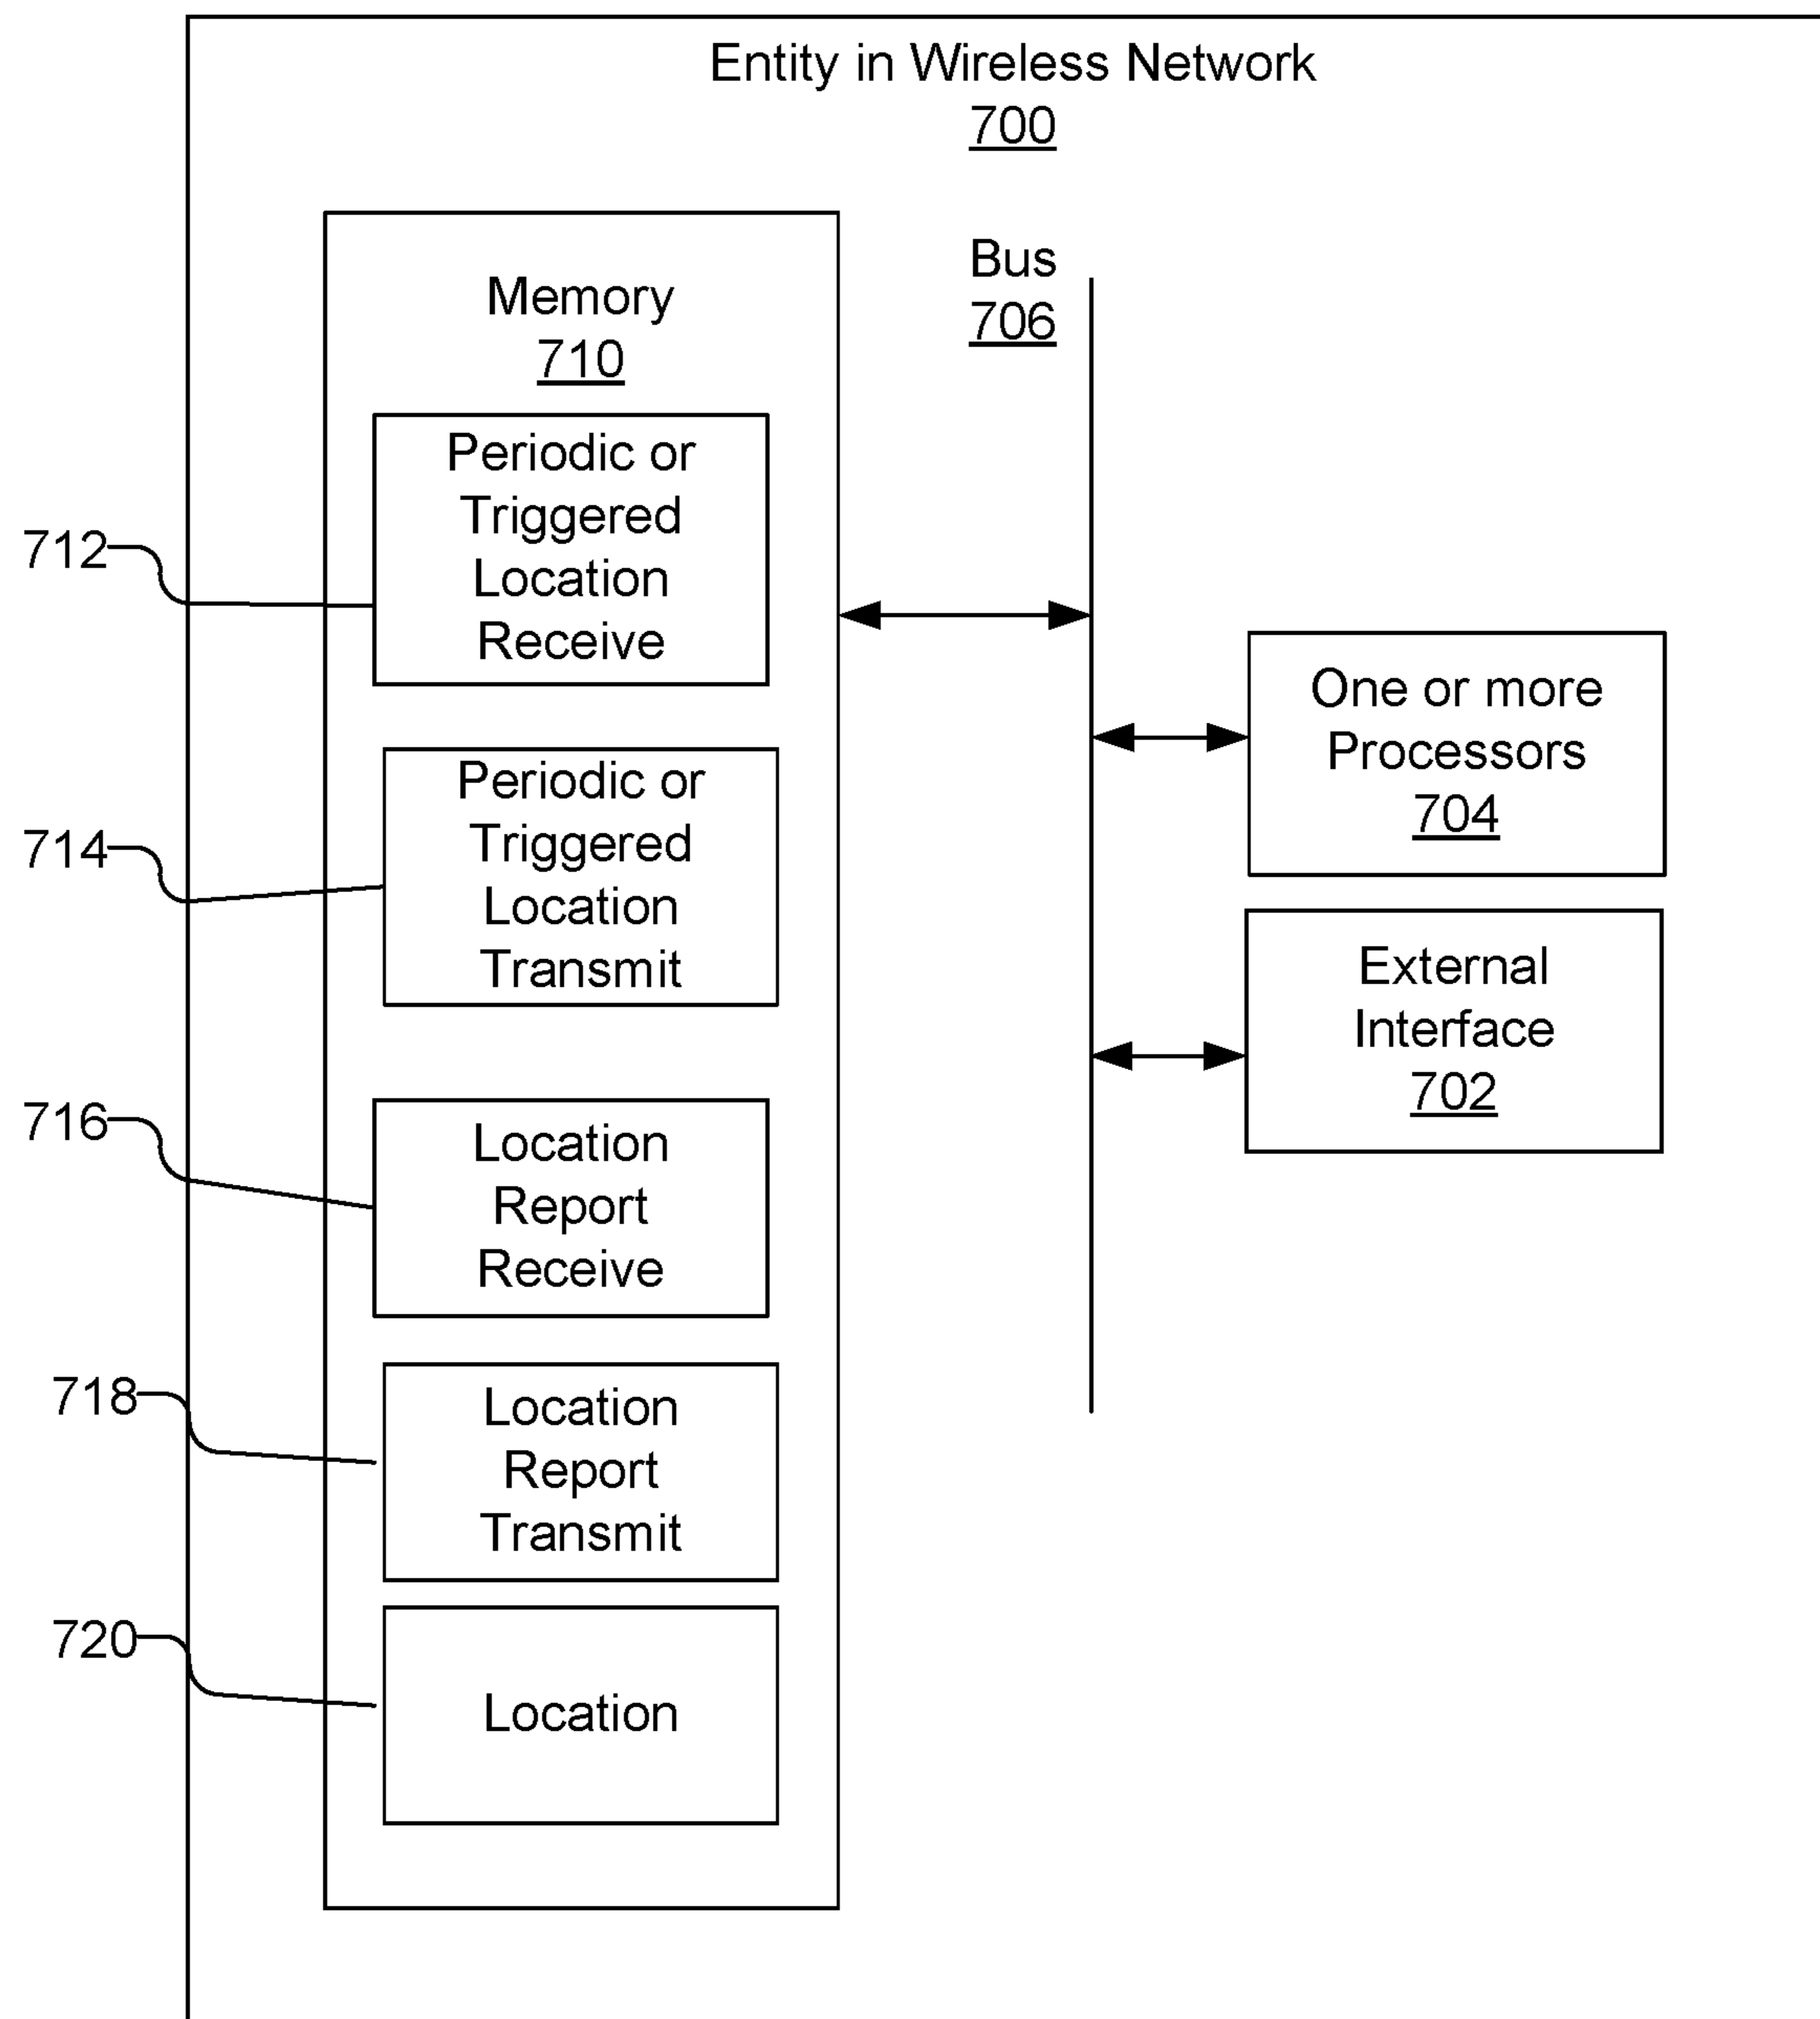 Entity in Wireless Network
700
Memory
710
Bus
706
712
Periodic or
Triggered
Location
Receive
714
Periodic or
Triggered
Location
Transmit
716
Location
Report
Receive
718
Location
Report
Transmit
720
Location
One or more
Processors
704
External
Interface
702